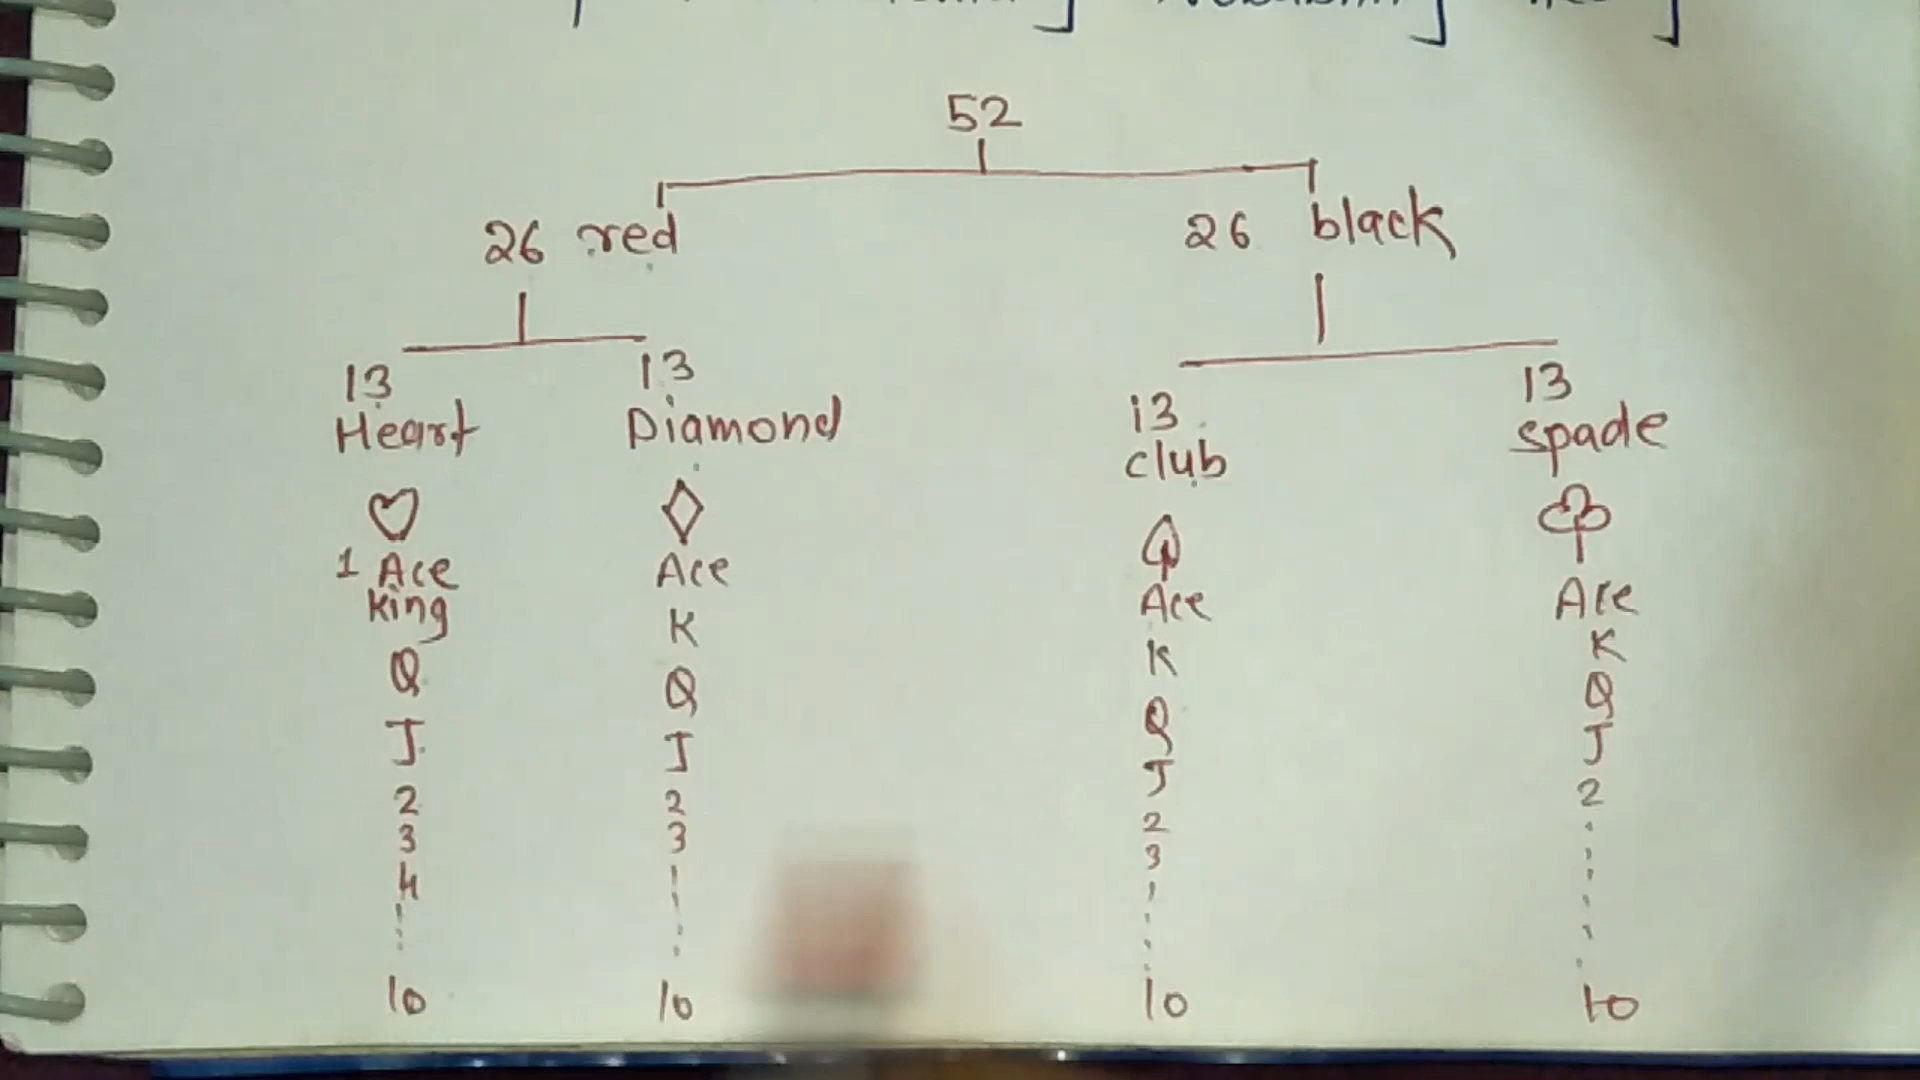 52
26 red
26 black
13
Heart
13
Diamond
13
club
13
spade
1 Ace
King
Q
J
2
3
4
10
Ace
K
Q
J
2
3
10
Ace
K
Q
J
2
3
10
Ace
K
Q
J
2
10